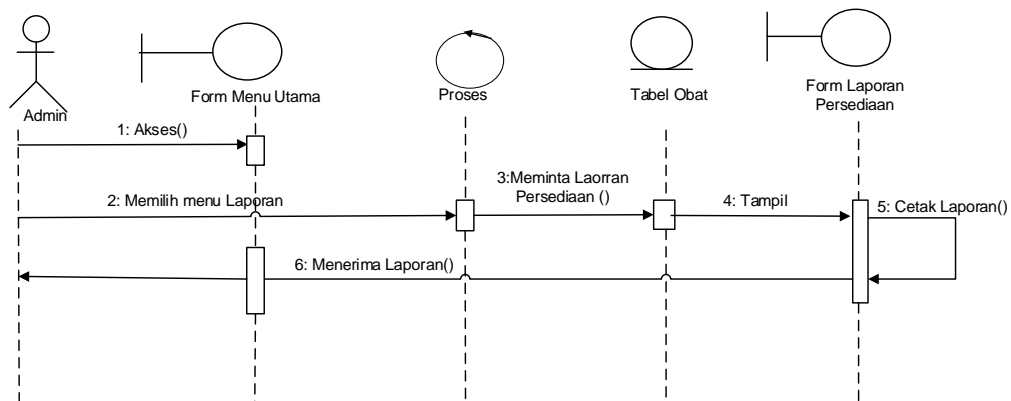 Admin
Form Menu Utama
Proses
Tabel Obat
Form Laporan
Persediaan
1: Akses()
2: Memilih menu Laporan
3:Meminta Laorran
Persediaan ()
4: Tampil
5: Cetak Laporan()
6: Menerima Laporan()